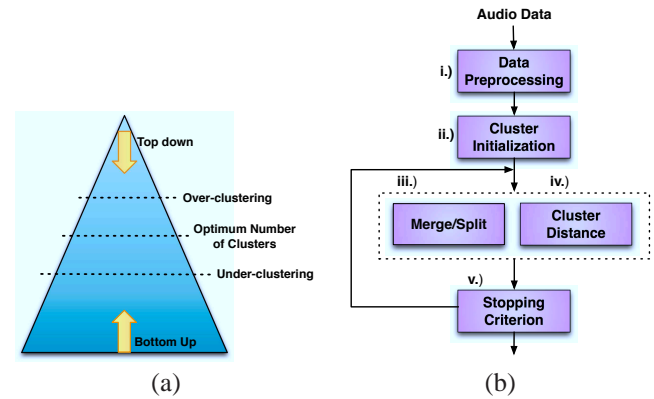 Top down
Over-clustering
Optimum Number
of Clusters
Under-clustering
Bottom Up
(a)
Audio Data
i.)
Data
Preprocessing
ii.)
Cluster
Initialization
iii.)
iv.)
Merge/Split
Cluster
Distance
v.)
Stopping
Criterion
(b)